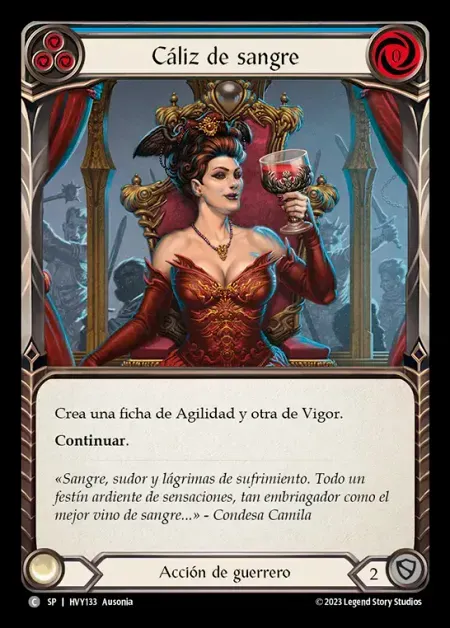 Cáliz de sangre
0
Crea una ficha de Agilidad y otra de Vigor.
Continuar.
«Sangre, sudor y lágrimas de sufrimiento. Todo un
festín ardiente de sensaciones, tan embriagador como el
mejor vino de sangre...» - Condesa Camila
Acción de guerrero
2
C SP | HVY133 Ausonia
© 2023 Legend Story Studios